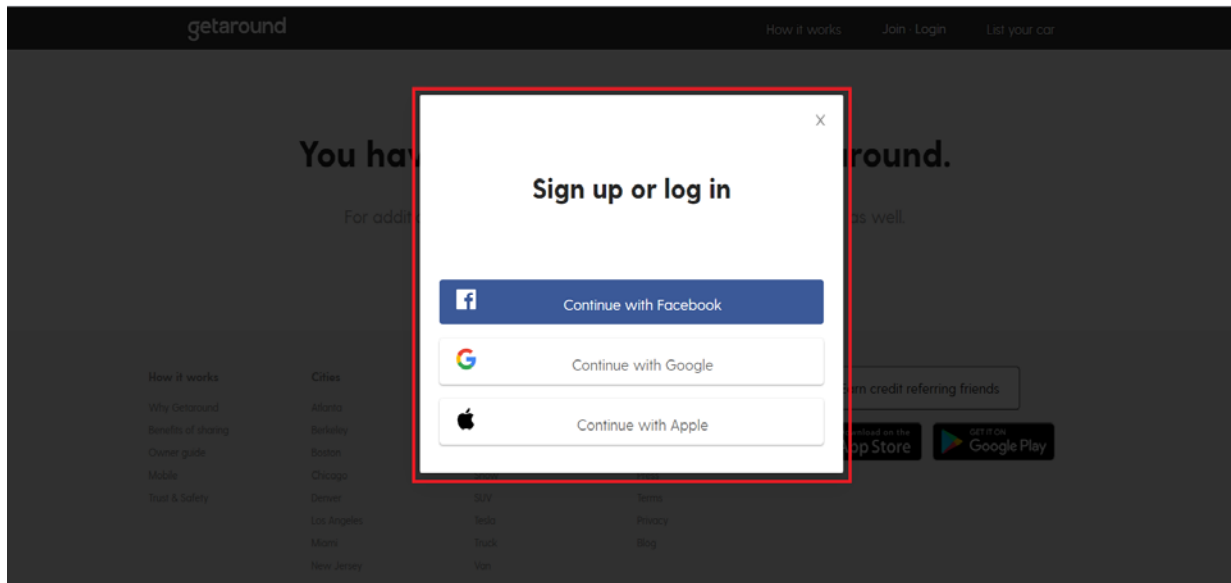 getaround
How it works
Join · Login
List your car
You hav
round.
For addit
as well.
X
Sign up or log in
Continue with Facebook
Continue with Google
Continue with Apple
How it works
Why Getaround
Benefits of sharing
Owner guide
Mobile
Trust & Safety
Cities
Atlanta
Berkeley
Boston
Chicago
Denver
Los Angeles
Miami
New Jersey
SUV
Tesla
Truck
Van
Terms
Privacy
Blog
credit referring friends
App Store
GET IT ON
Google Play